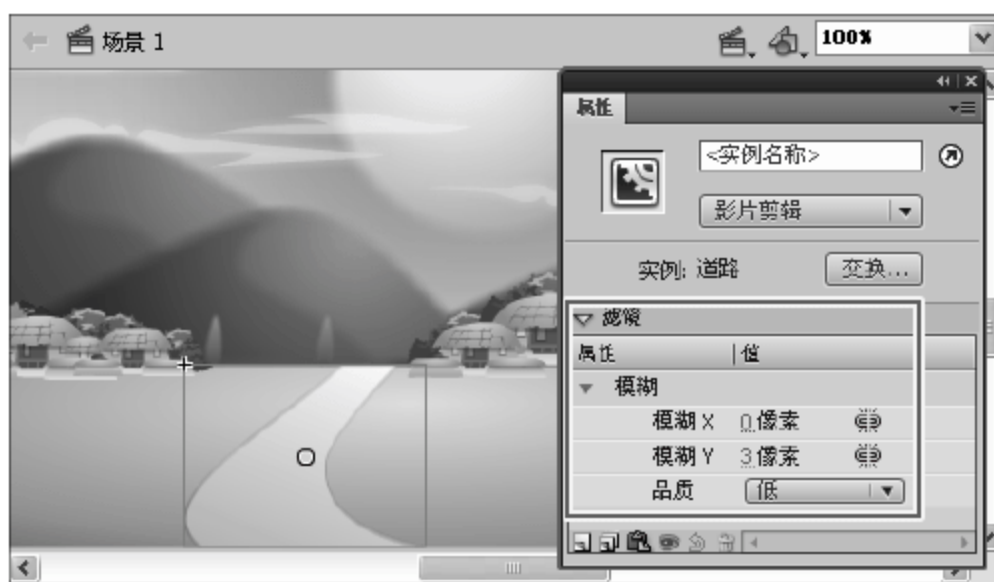 场景 1
100%
属性
<实例名称>
影片剪辑
实例: 道路
交换...
滤镜
属性 值
模糊
模糊 X 0 像素
模糊 Y 3 像素
品质 低